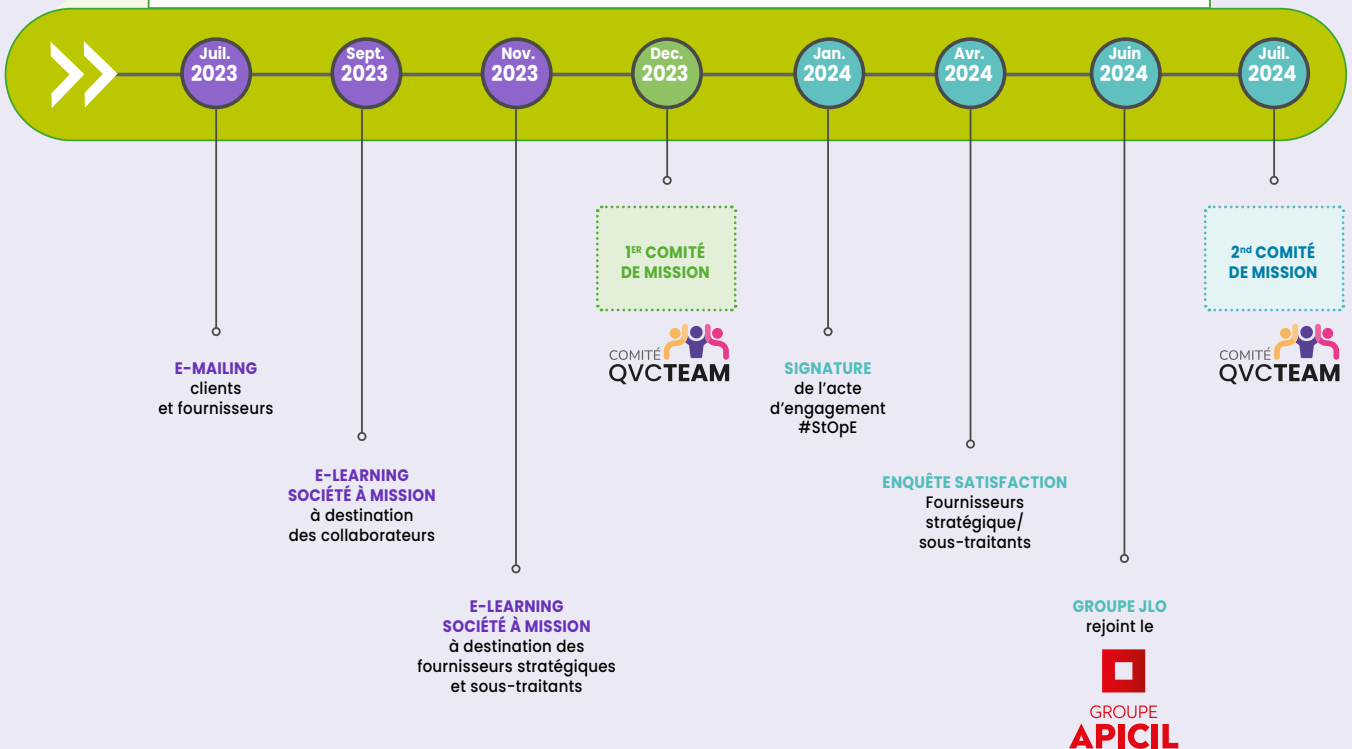 Juil.
2023
Sept.
2023
Nov.
2023
Dec.
2023
Jan.
2024
Avr.
2024
Juin
2024
Juil.
2024
E-MAILING
clients
et fournisseurs
E-LEARNING
SOCIÉTÉ À MISSION
à destination
des collaborateurs
E-LEARNING
SOCIÉTÉ À MISSION
à destination des
fournisseurs stratégiques
et sous-traitants
1ER COMITÉ
DE MISSION
COMITÉ
QVCTEAM
SIGNATURE
de l’acte
d’engagement
#StOpE
ENQUÊTE SATISFACTION
Fournisseurs
stratégique/
sous-traitants
GROUPE JLO
rejoint le
GROUPE
APICIL
2nd COMITÉ
DE MISSION
COMITÉ
QVCTEAM